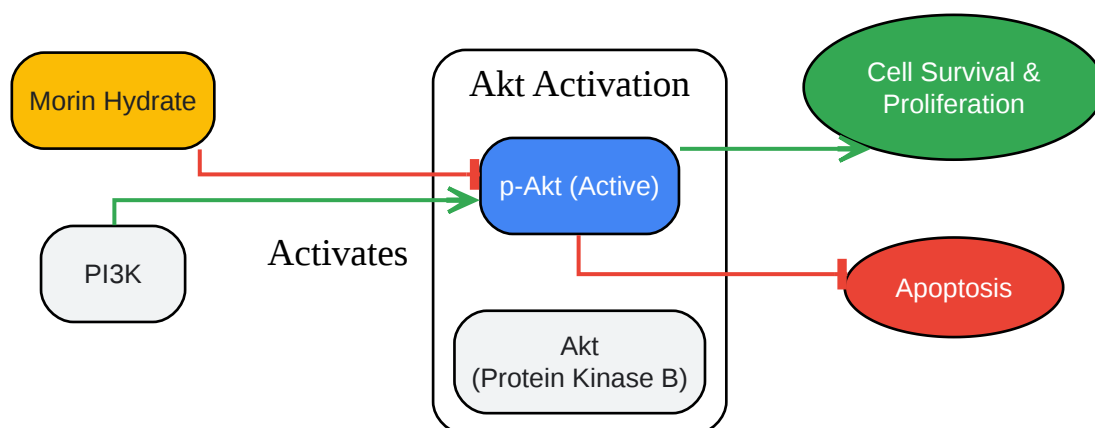 Morin Hydrate
PI3K
Activates
Akt Activation
p-Akt (Active)
Akt
(Protein Kinase B)
Cell Survival &
Proliferation
Apoptosis